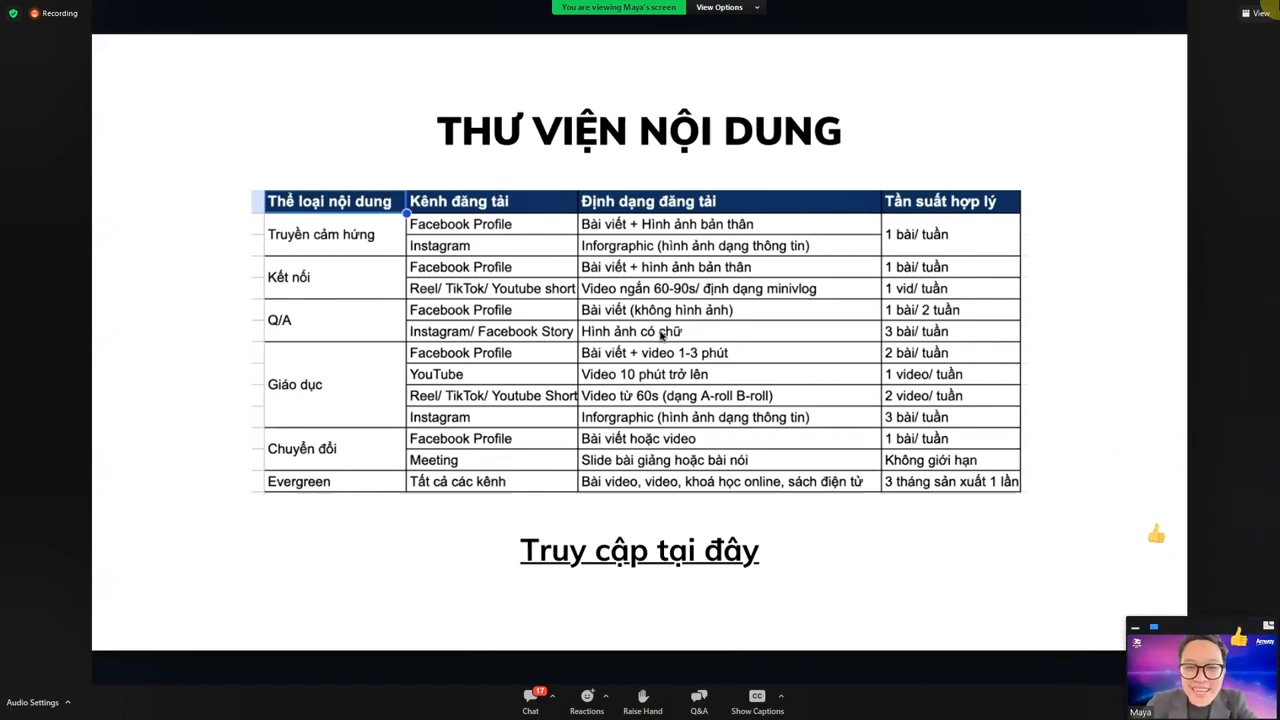 Recording
You are viewing Maya's screen
View Options
View
THƯ VIỆN NỘI DUNG
Thể loại nội dung Kênh đăng tải Định dạng đăng tải Tần suất hợp lý
Truyền cảm hứng Facebook Profile Bài viết + Hình ảnh bản thân 1 bài/ tuần
Instagram Inforgraphic (hình ảnh dạng thông tin)
Kết nối Facebook Profile Bài viết + hình ảnh bản thân 1 bài/ tuần
Reel/ TikTok/ Youtube short Video ngắn 60-90s/ định dạng minivlog 1 vid/ tuần
Q/A Facebook Profile Bài viết (không hình ảnh) 1 bài/ 2 tuần
Instagram/ Facebook Story Hình ảnh có chữ 3 bài/ tuần
Giáo dục Facebook Profile Bài viết + video 1-3 phút 2 bài/ tuần
YouTube Video 10 phút trở lên 1 video/ tuần
Reel/ TikTok/ Youtube Short Video từ 60s (dạng A-roll B-roll) 2 video/ tuần
Instagram Inforgraphic (hình ảnh dạng thông tin) 3 bài/ tuần
Chuyển đổi Facebook Profile Bài viết hoặc video 1 bài/ tuần
Meeting Slide bài giảng hoặc bài nói Không giới hạn
Evergreen Tất cả các kênh Bài video, video, khoá học online, sách điện tử 3 tháng sản xuất 1 lần
Truy cập tại đây
Amway
Maya
Audio Settings
17
Chat
Reactions
Raise Hand
Q&A
CC
Show Captions